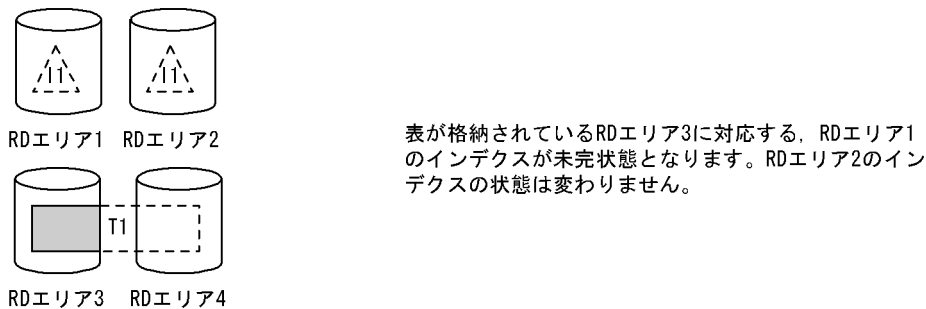 I1
I1
RDエリア1
RDエリア2
表が格納されているRDエリア3に対応する，RDエリア1
のインデクスが未完状態となります。RDエリア2のイン
デクスの状態は変わりません。
T1
RDエリア3
RDエリア4